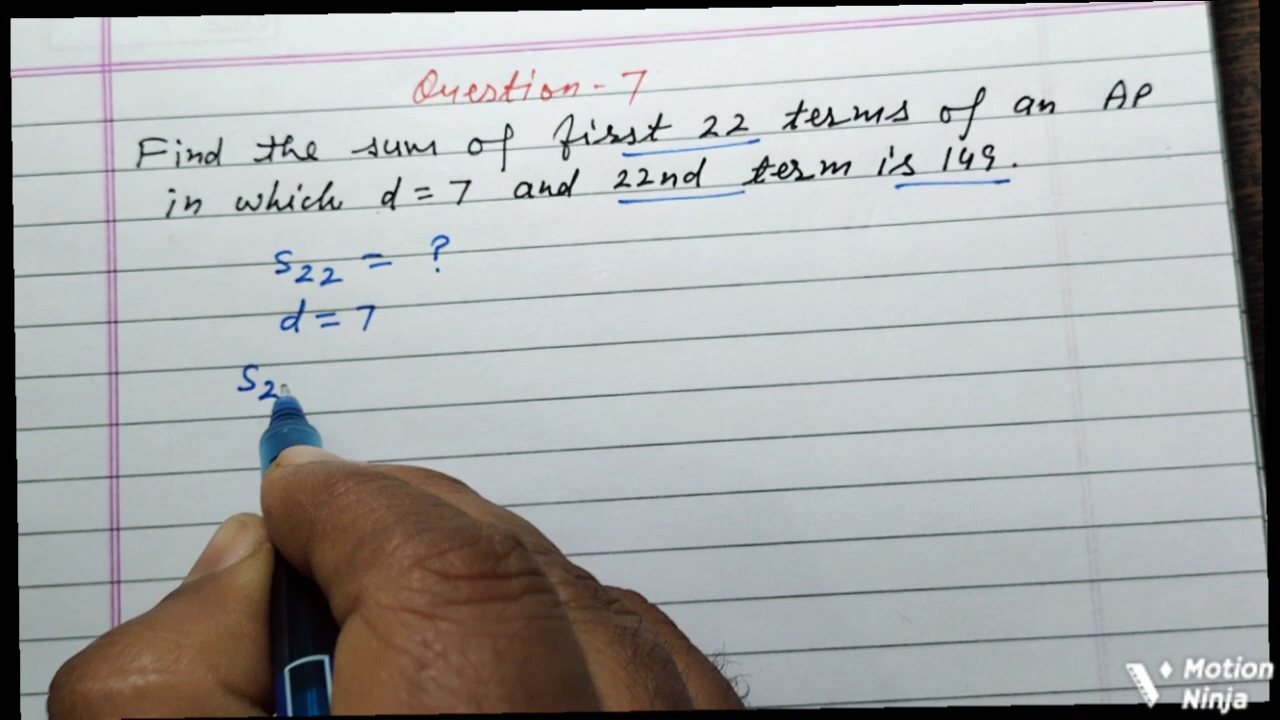 Question - 7
Find the sum of first 22 terms of an AP
in which d = 7 and 22nd term is 149.
S22 = ?
d = 7
S2
Motion
Ninja